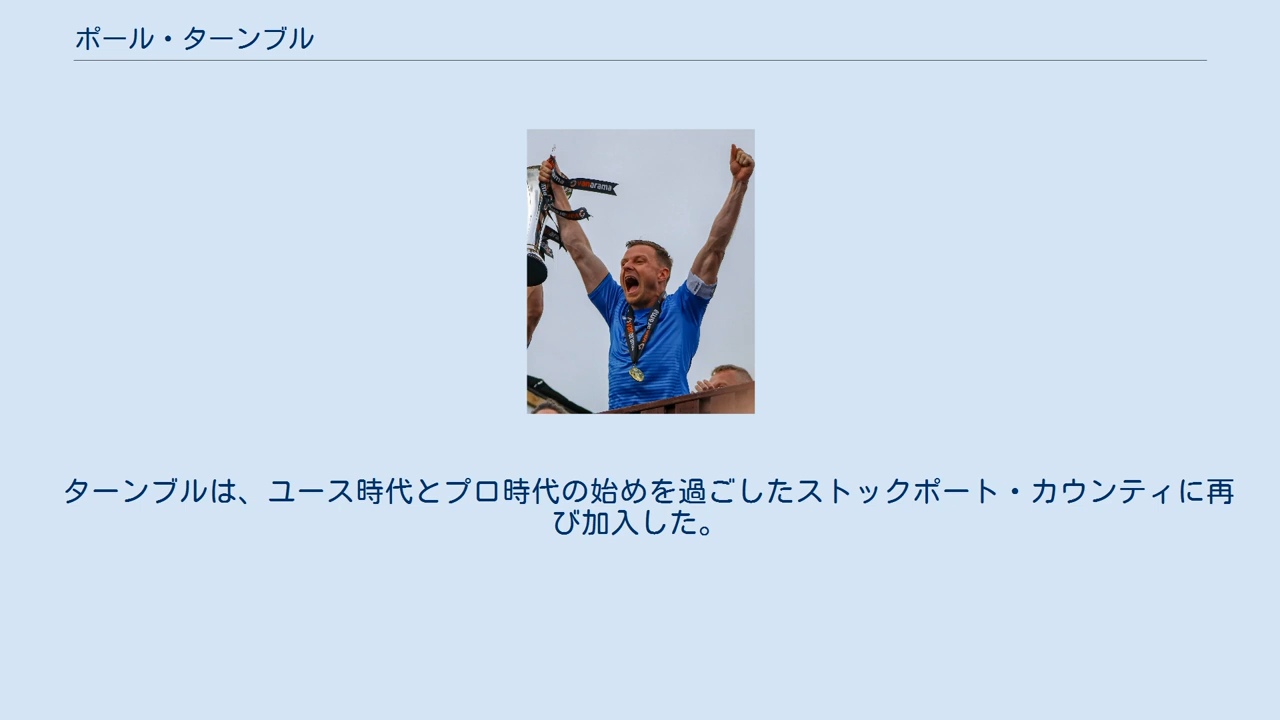 ポール・ターンブル
vanarama
ターンブルは、ユース時代とプロ時代の始めを過ごしたストックポート・カウンティに再
び加入した。